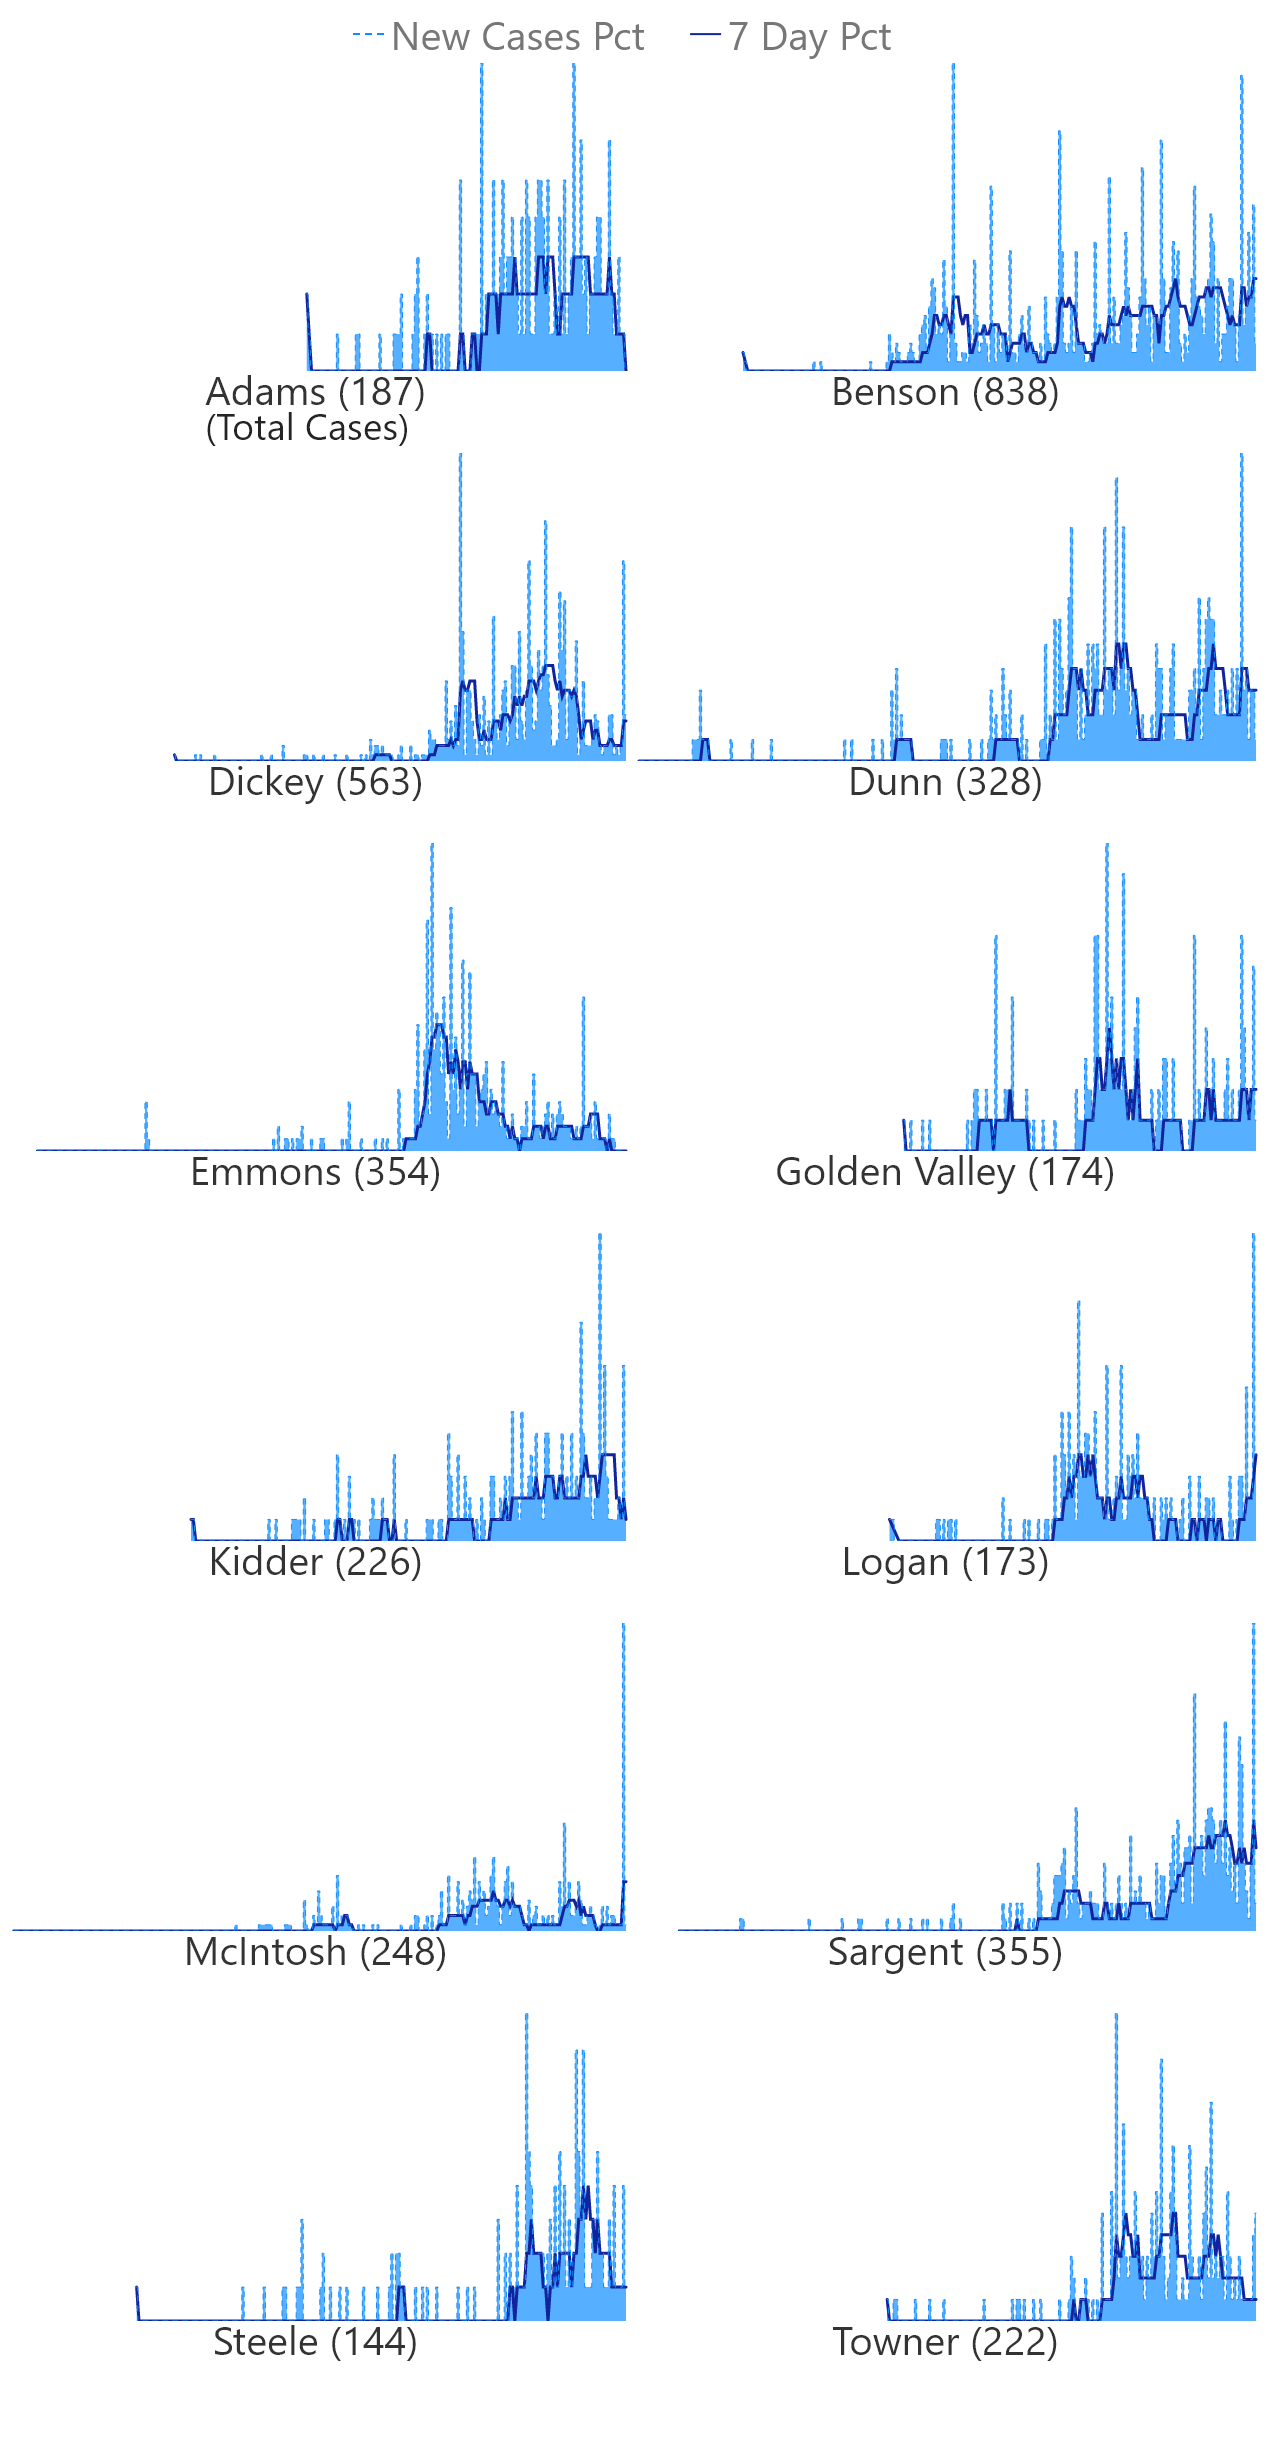 New Cases Pct 7 Day Pct
Adams (187) Benson (838)
(Total Cases)
Dickey (563) Dunn (328)
Emmons (354) Golden Valley (174)
Kidder (226) Logan (173)
McIntosh (248) Sargent (355)
Steele (144) Towner (222)